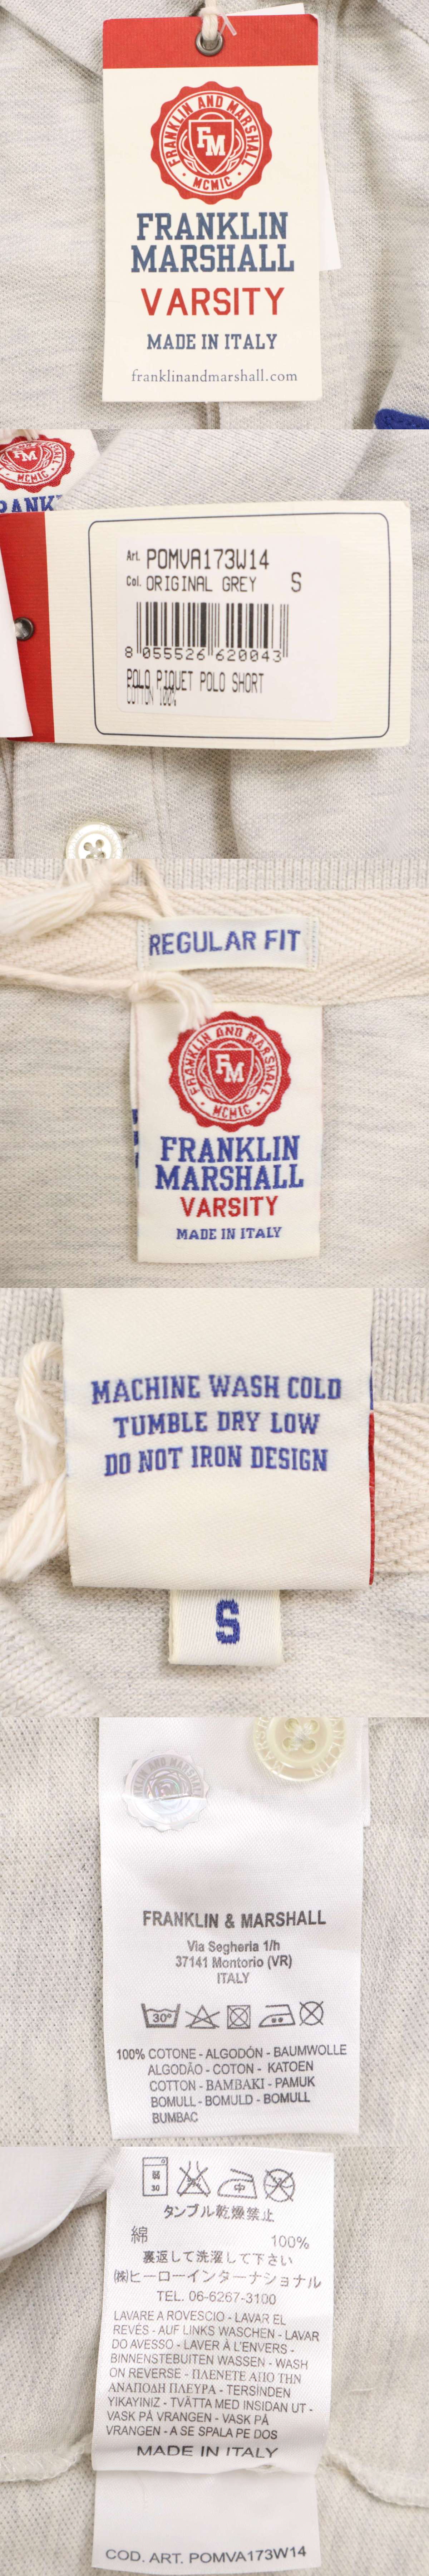 FRANKLIN AND MARSHALL
FM
MCMIC
FRANKLIN
MARSHALL
VARSITY
MADE IN ITALY
franklinandmarshall.com
FM
MCMIC
Art. POMVA173W14
Col. ORIGINAL GREY S
8 055526 620043
POLO PIQUET POLO SHORT
COTTON 100%
REGULAR FIT
FRANKLIN AND MARSHALL
FM
MCMIC
FRANKLIN
MARSHALL
VARSITY
MADE IN ITALY
MACHINE WASH COLD
TUMBLE DRY LOW
DO NOT IRON DESIGN
S
FRANKLIN & MARSHALL
Via Segheria 1/h
37141 Montorio (VR)
ITALY
30°
100% COTONE - ALGODÓN - BAUMWOLLE
ALGODÃO - COTON - KATOEN
COTTON - BAMBAKI - PAMUK
BOMULL - BOMULD - BOMULL
BUMBAC
30
中
タンブル乾燥禁止
綿 100%
裏返して洗濯して下さい
㈱ヒーローインターナショナル
TEL. 06-6267-3100
LAVARE A ROVESCIO - LAVAR EL
REVÉS - AUF LINKS WASCHEN - LAVAR
DO AVESSO - LAVER À L'ENVERS -
BINNENSTEBUITEN WASSEN - WASH
ON REVERSE - ΠΛΕΝΕΤΕ ΑΠΟ ΤΗΝ
ΑΝΑΠΟΔΗ ΠΛΕΥΡΑ - TERSINDEN
YIKAYINIZ - TVÄTTA MED INSIDAN UT -
VASK PÅ VRANGEN - VASK PÅ
VRANGEN - A SE SPALA PE DOS
MADE IN ITALY
COD. ART. POMVA173W14